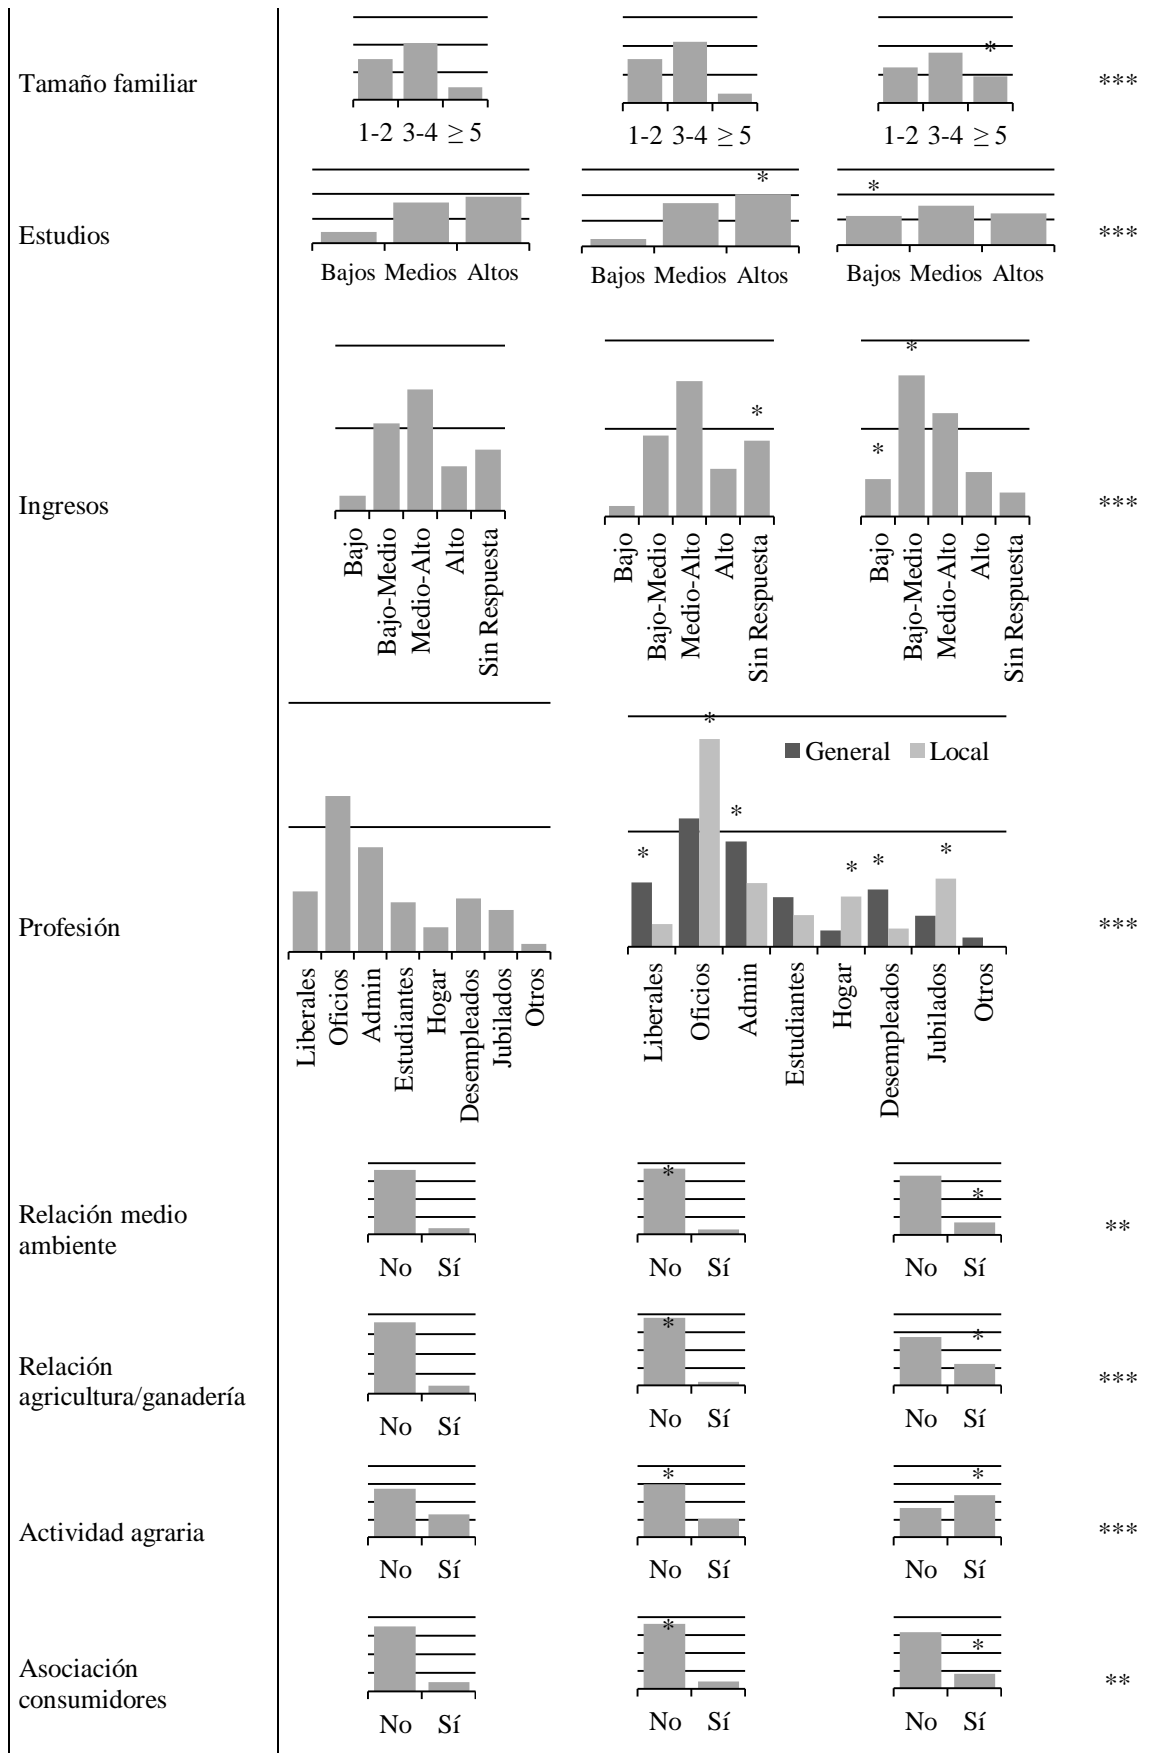 *
Tamaño familiar
***
1-2 3-4 ≥ 5
1-2 3-4 ≥ 5
1-2 3-4 ≥ 5
*
*
Estudios
***
Bajos Medios Altos
Bajos Medios Altos
Bajos Medios Altos
*
*
*
Ingresos
***
Bajo
Bajo-Medio
Medio-Alto
Alto
Sin Respuesta
Bajo
Bajo-Medio
Medio-Alto
Alto
Sin Respuesta
Bajo
Bajo-Medio
Medio-Alto
Alto
Sin Respuesta
*
General Local
*
* * * *
Profesión
***
Liberales
Oficios
Admin
Estudiantes
Hogar
Desempleados
Jubilados
Otros
Liberales
Oficios
Admin
Estudiantes
Hogar
Desempleados
Jubilados
Otros
*
*
Relación medio
ambiente
**
No Sí
No Sí
No Sí
*
*
Relación
agricultura/ganadería
***
No Sí
No Sí
No Sí
*
*
Actividad agraria
***
No Sí
No Sí
No Sí
*
*
Asociación
consumidores
**
No Sí
No Sí
No Sí